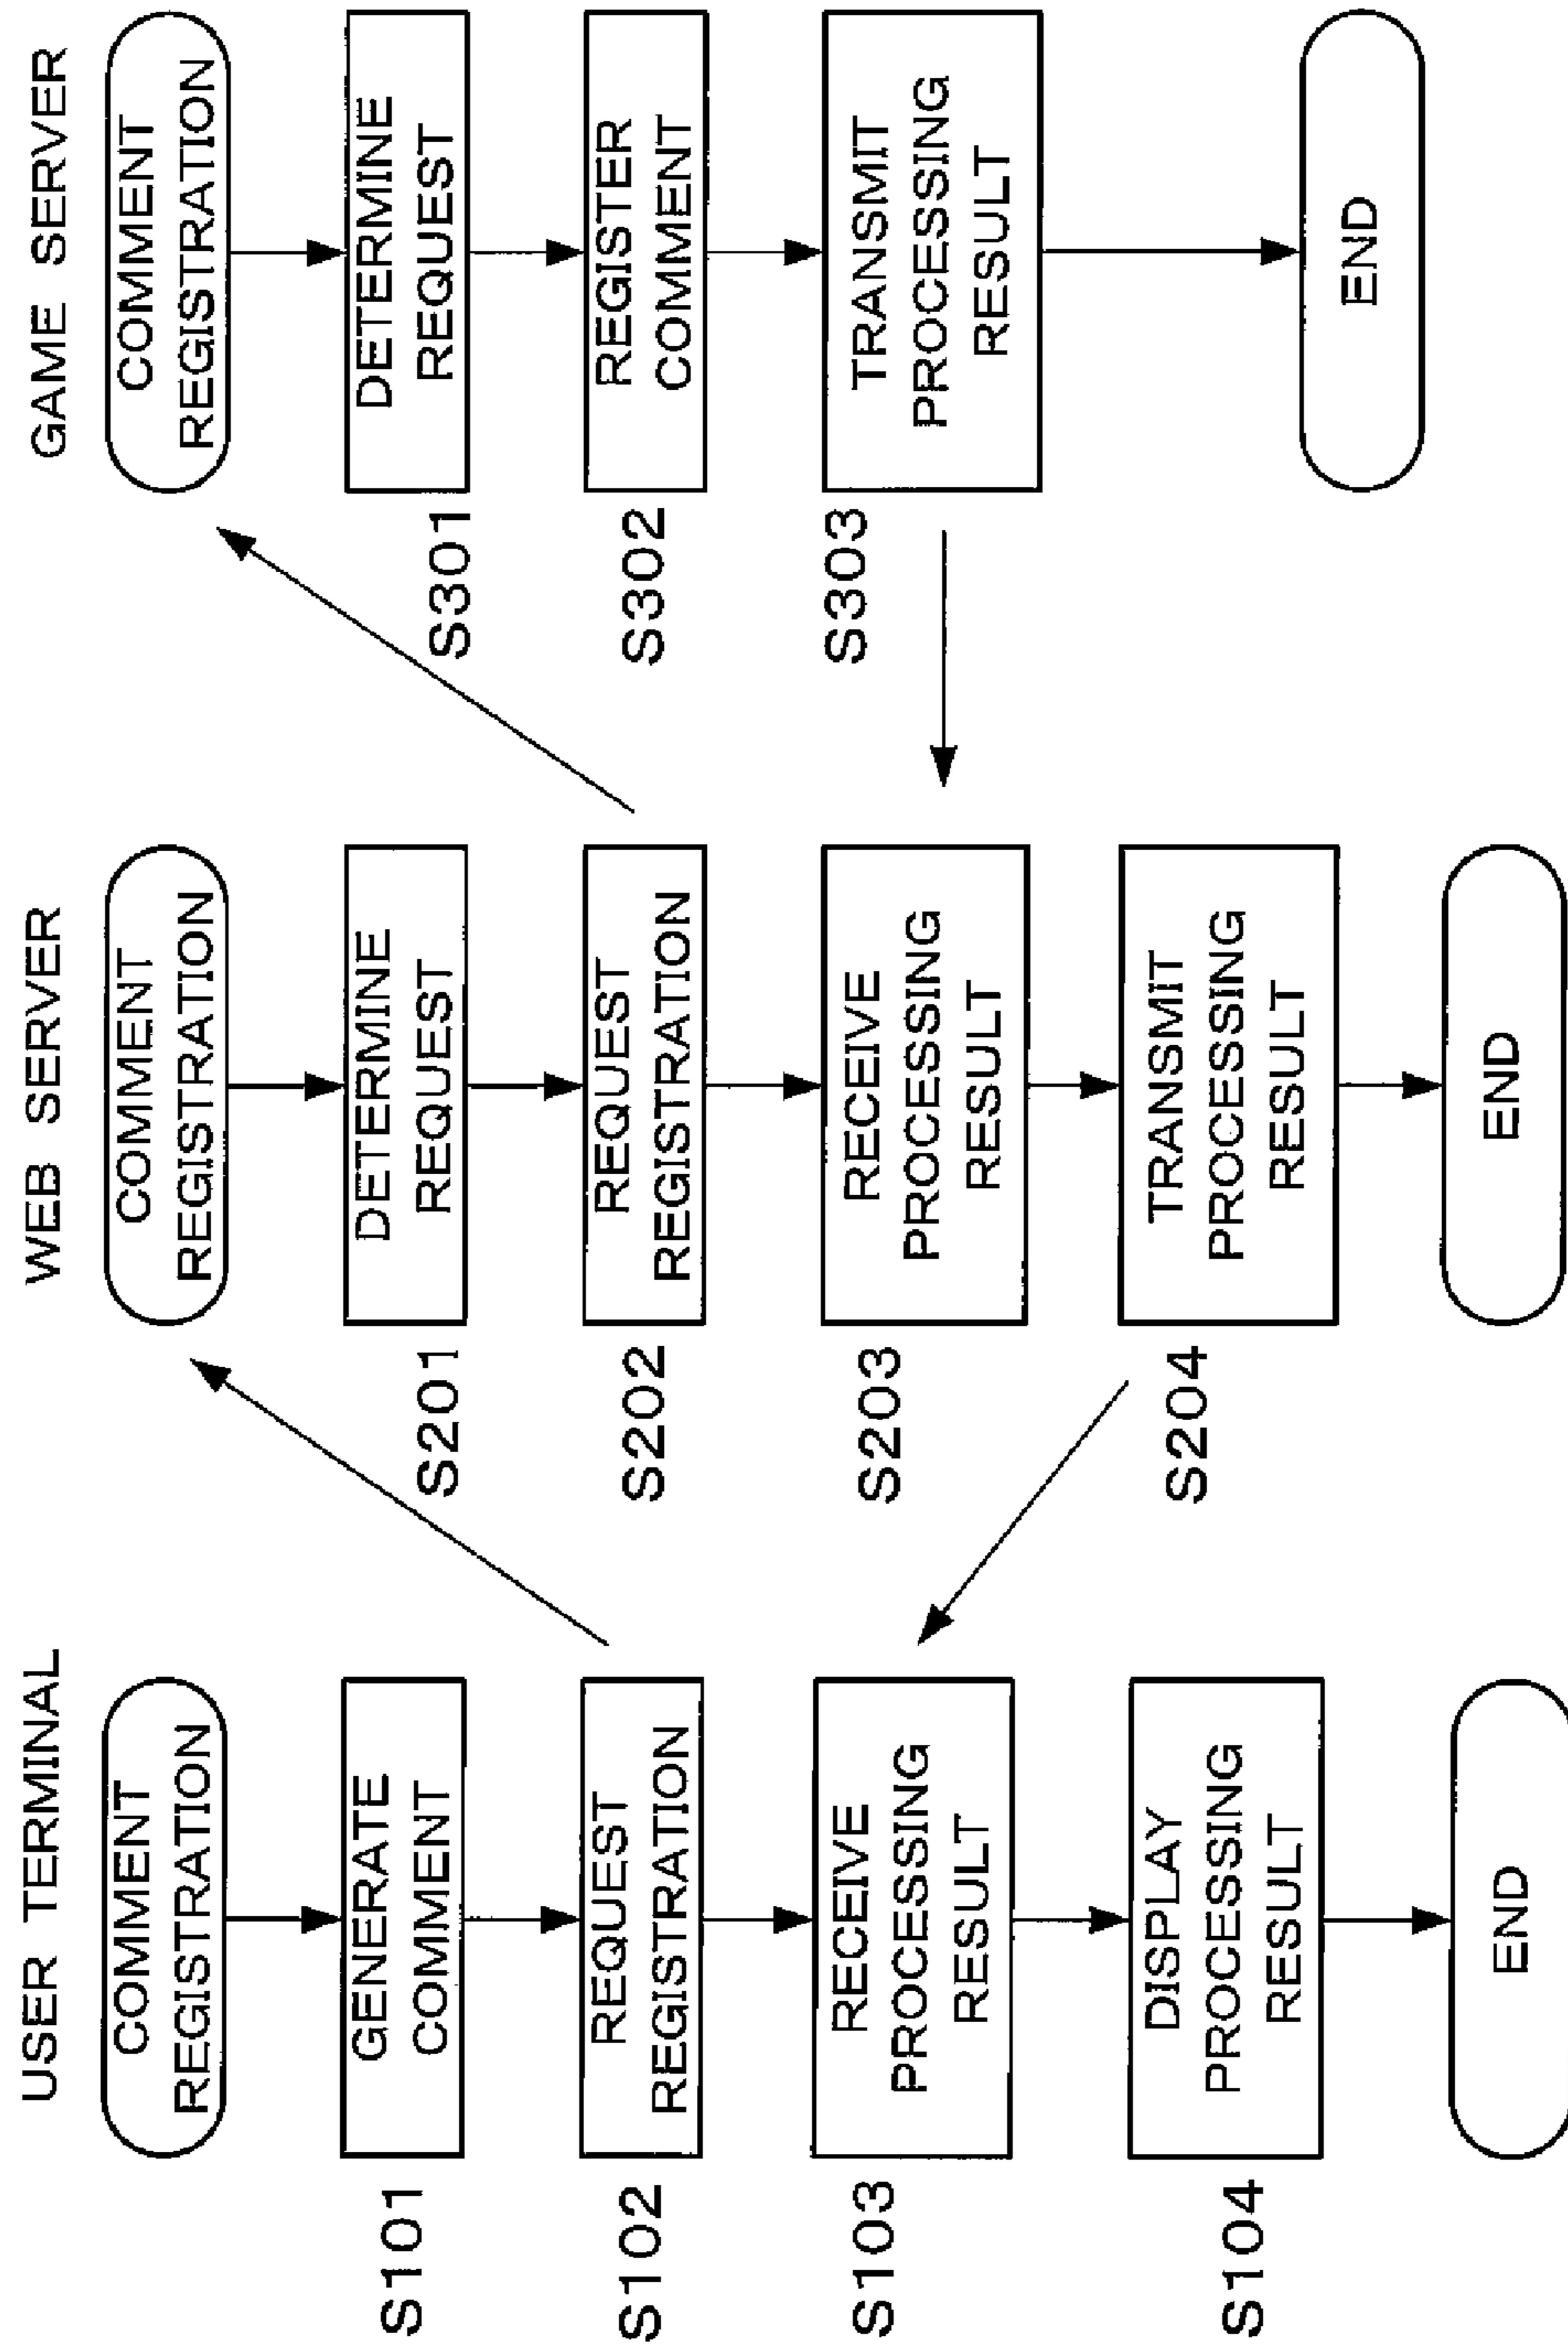 USER TERMINAL
COMMENT
REGISTRATION
S101
GENERATE
COMMENT
S102
REQUEST
REGISTRATION
S103
RECEIVE
PROCESSING
RESULT
S104
DISPLAY
PROCESSING
RESULT
END
WEB SERVER
COMMENT
REGISTRATION
S201
DETERMINE
REQUEST
S202
REQUEST
REGISTRATION
S203
RECEIVE
PROCESSING
RESULT
S204
TRANSMIT
PROCESSING
RESULT
END
GAME SERVER
COMMENT
REGISTRATION
S301
DETERMINE
REQUEST
S302
REGISTER
COMMENT
S303
TRANSMIT
PROCESSING
RESULT
END